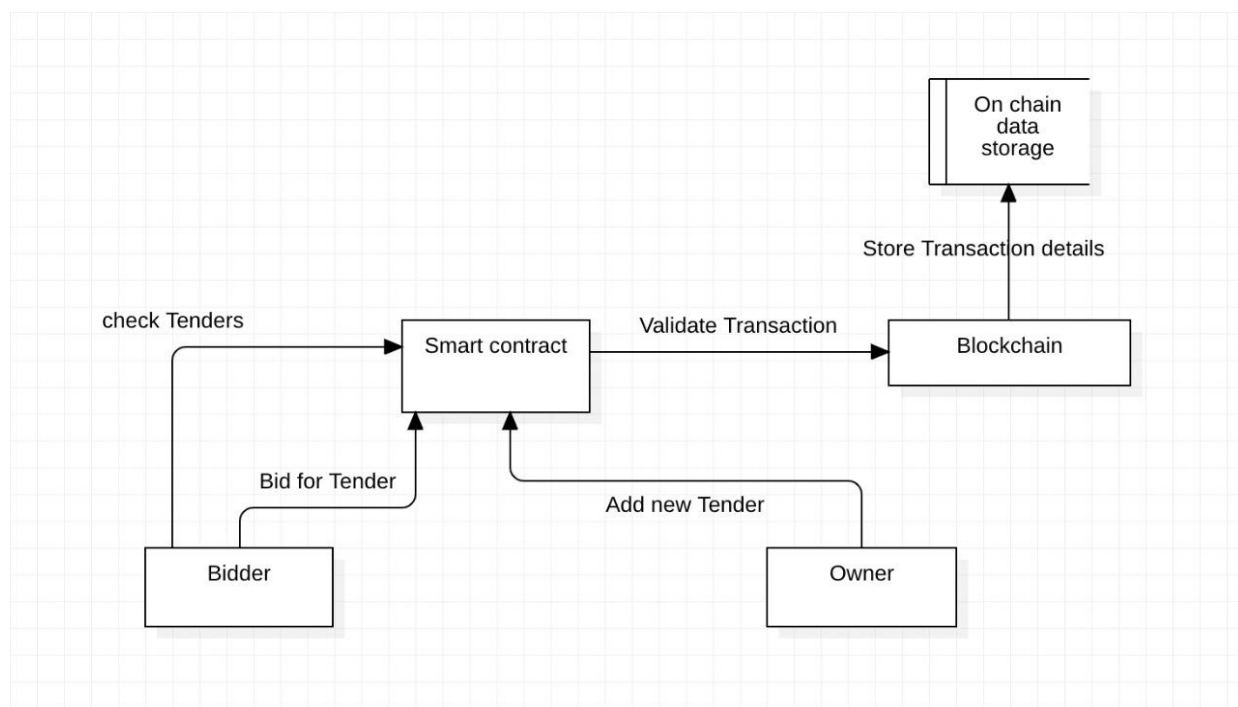 On chain
data
storage
Store Transaction details
check Tenders
Validate Transaction
Smart contract
Blockchain
Bid for Tender
Add new Tender
Bidder
Owner